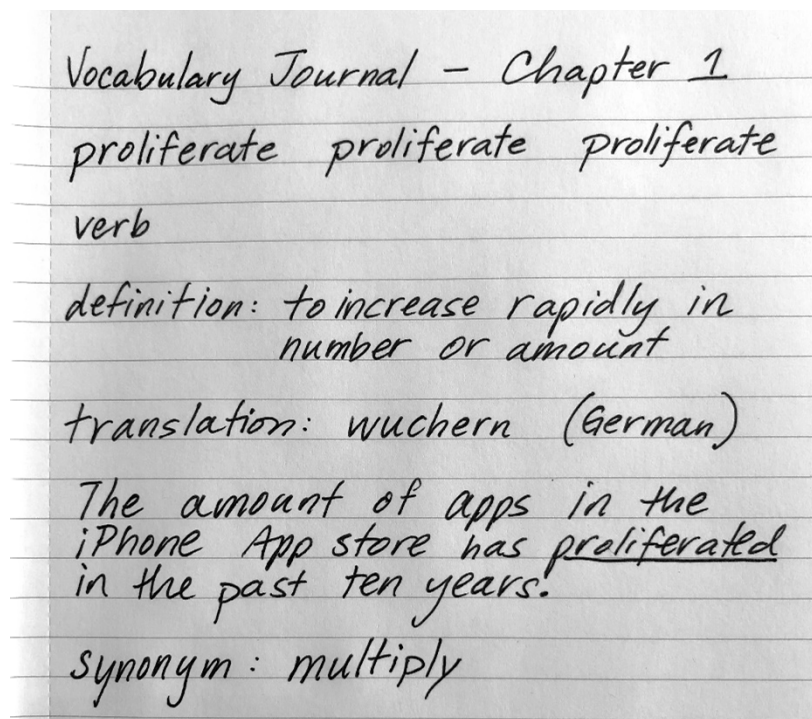 Vocabulary Journal - Chapter 1
proliferate proliferate proliferate
verb
definition: to increase rapidly in
number or amount
translation: wuchern (German)
The amount of apps in the
iPhone App store has proliferated
in the past ten years.
synonym: multiply